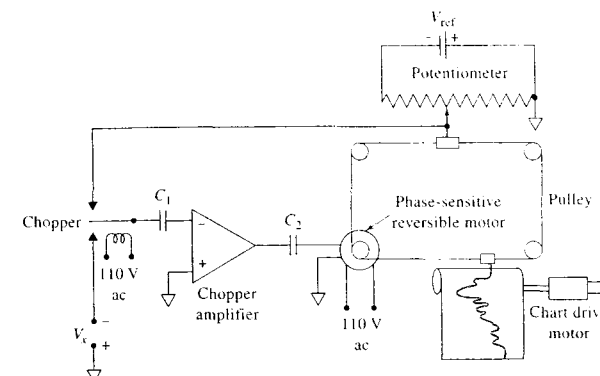 V_ref
- +
Potentiometer
C_1
C_2
Chopper
-
+
Phase-sensitive
reversible motor
Pulley
110 V
ac
Chopper
amplifier
110 V
ac
Chart driv
motor
V_x
-
+